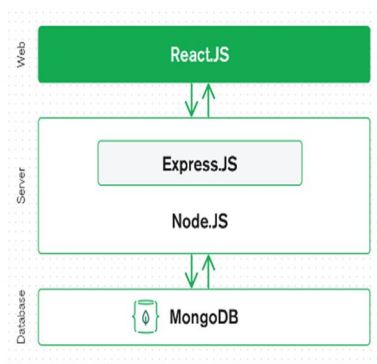 Web
React.JS
Server
Express.JS
Node.JS
Database
MongoDB